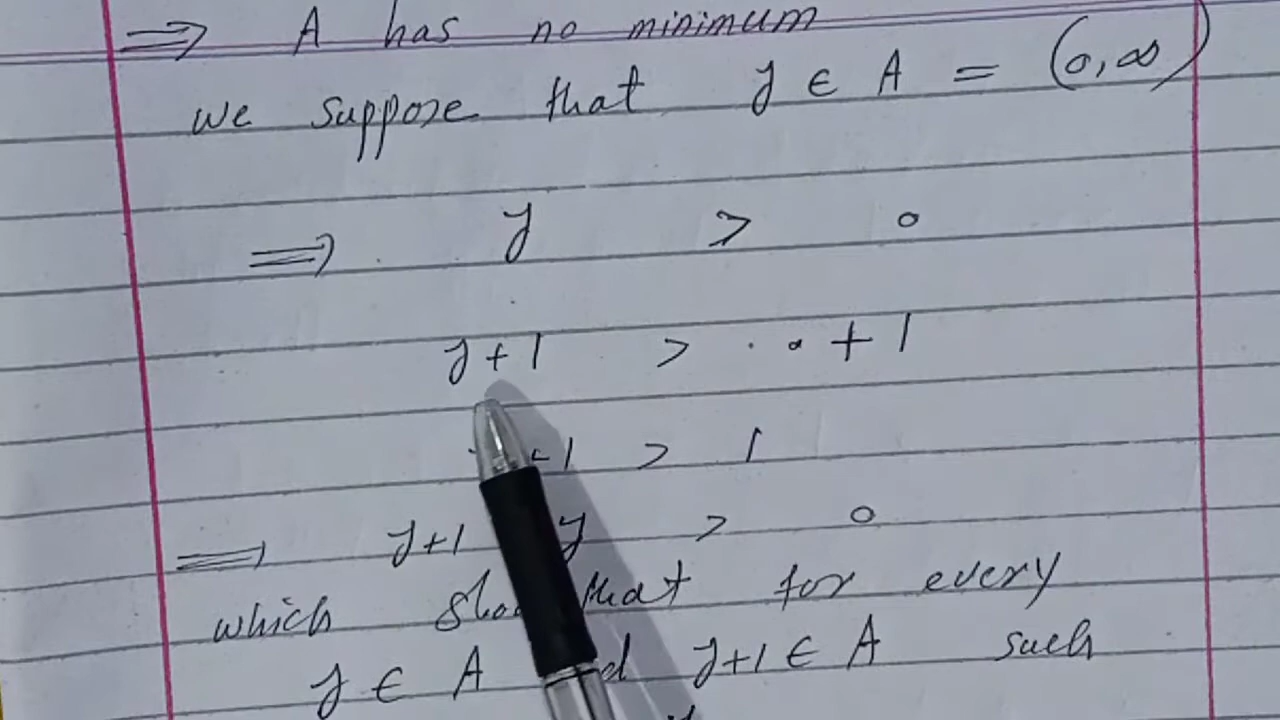 ⟹ A has no minimum
we suppose that y ∈ A = (0,∞)
⟹ y > 0
y+1 > 0 + 1
1 > 1
⟹ y+1 y > 0
which that for every
y ∈ A y+1 ∈ A such